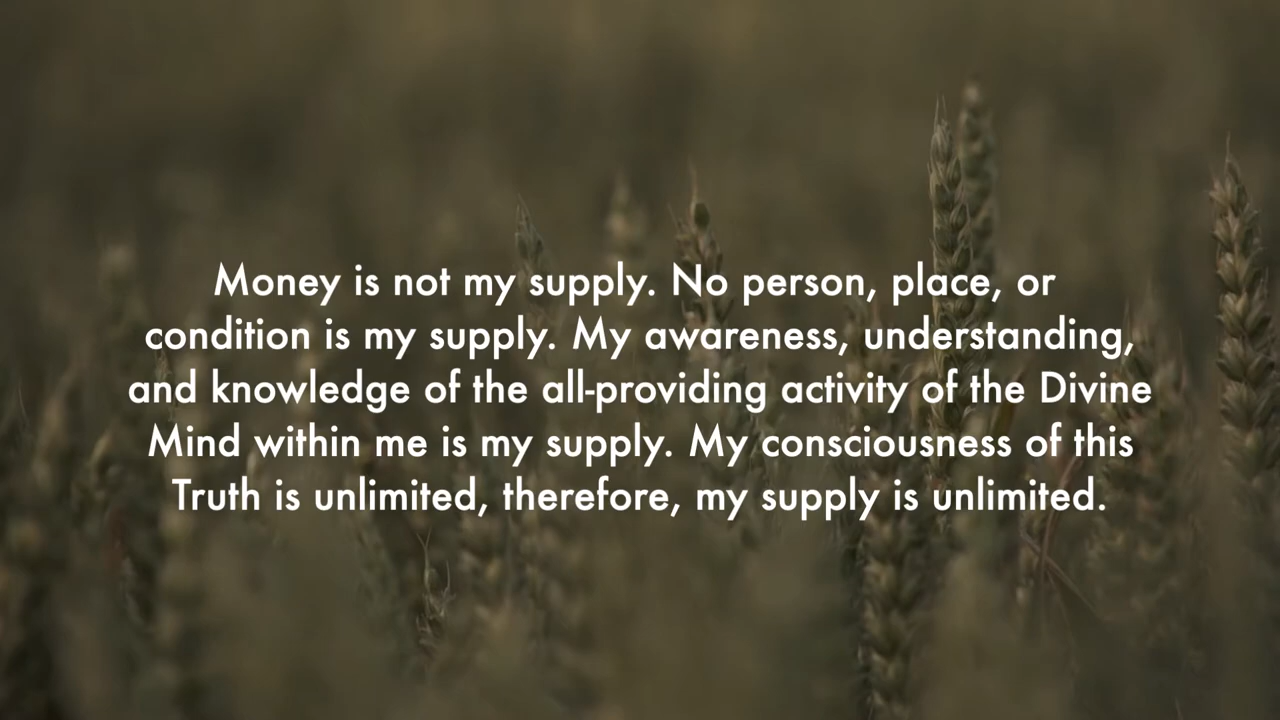 Money is not my supply. No person, place, or
condition is my supply. My awareness, understanding,
and knowledge of the all-providing activity of the Divine
Mind within me is my supply. My consciousness of this
Truth is unlimited, therefore, my supply is unlimited.